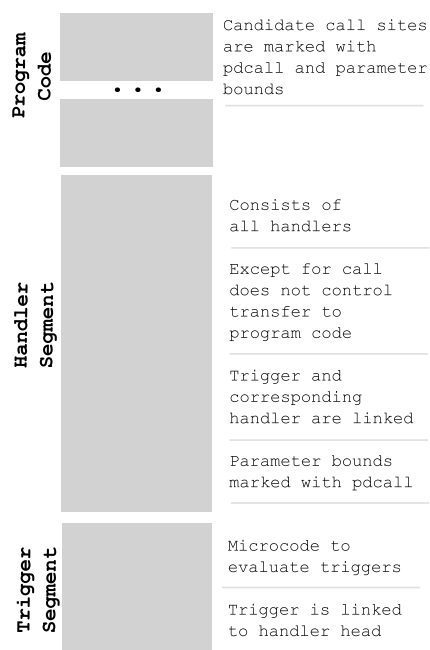 Program
Code
Candidate call sites
are marked with
pdcall and parameter
bounds
Handler
Segment
Consists of
all handlers
Except for call
does not control
transfer to
program code
Trigger and
corresponding
handler are linked
Parameter bounds
marked with pdcall
Trigger
Segment
Microcode to
evaluate triggers
Trigger is linked
to handler head